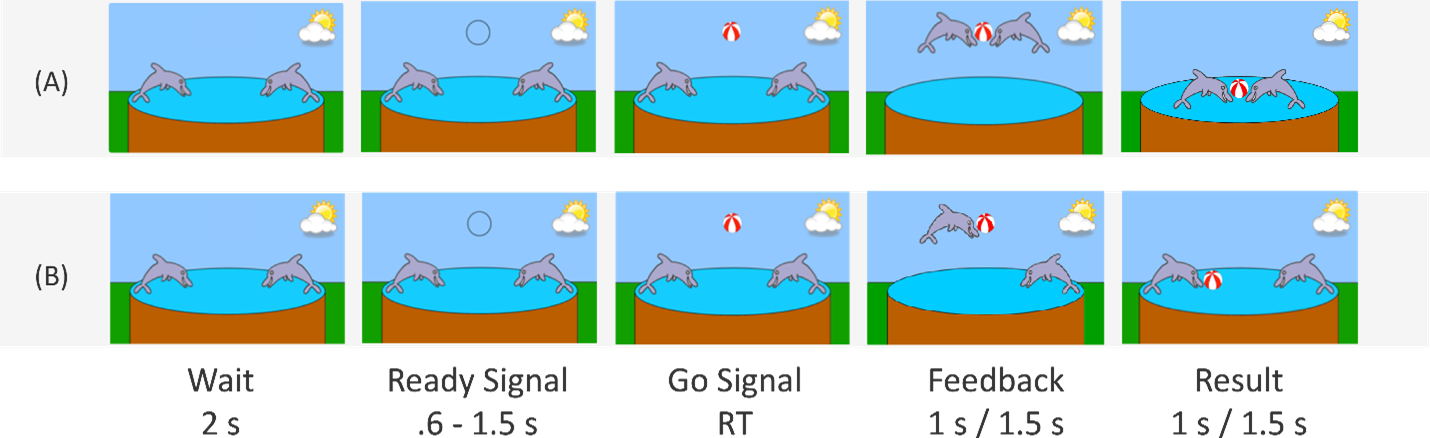 (A)
(B)
Wait Ready Signal Go Signal Feedback Result
2 s .6 - 1.5 s RT 1 s / 1.5 s 1 s / 1.5 s